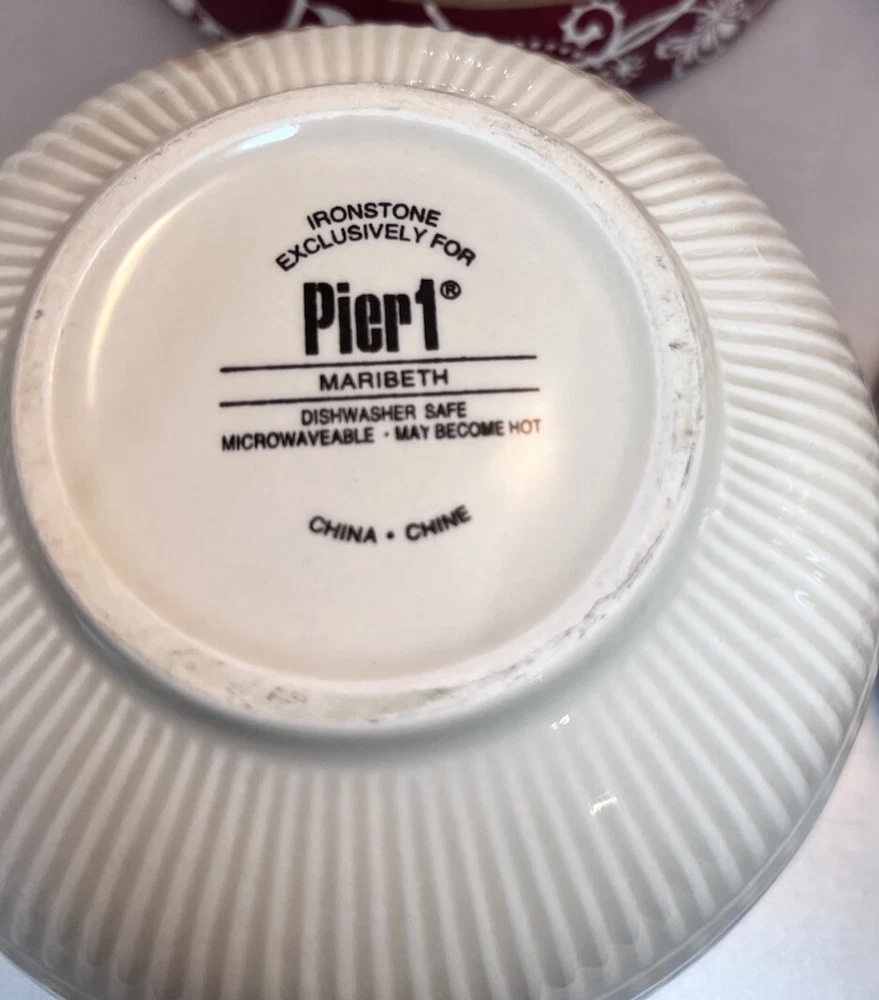 IRONSTONE
EXCLUSIVELY FOR
Pier1®
MARIBETH
DISHWASHER SAFE
MICROWAVEABLE · MAY BECOME HOT
CHINA • CHINE